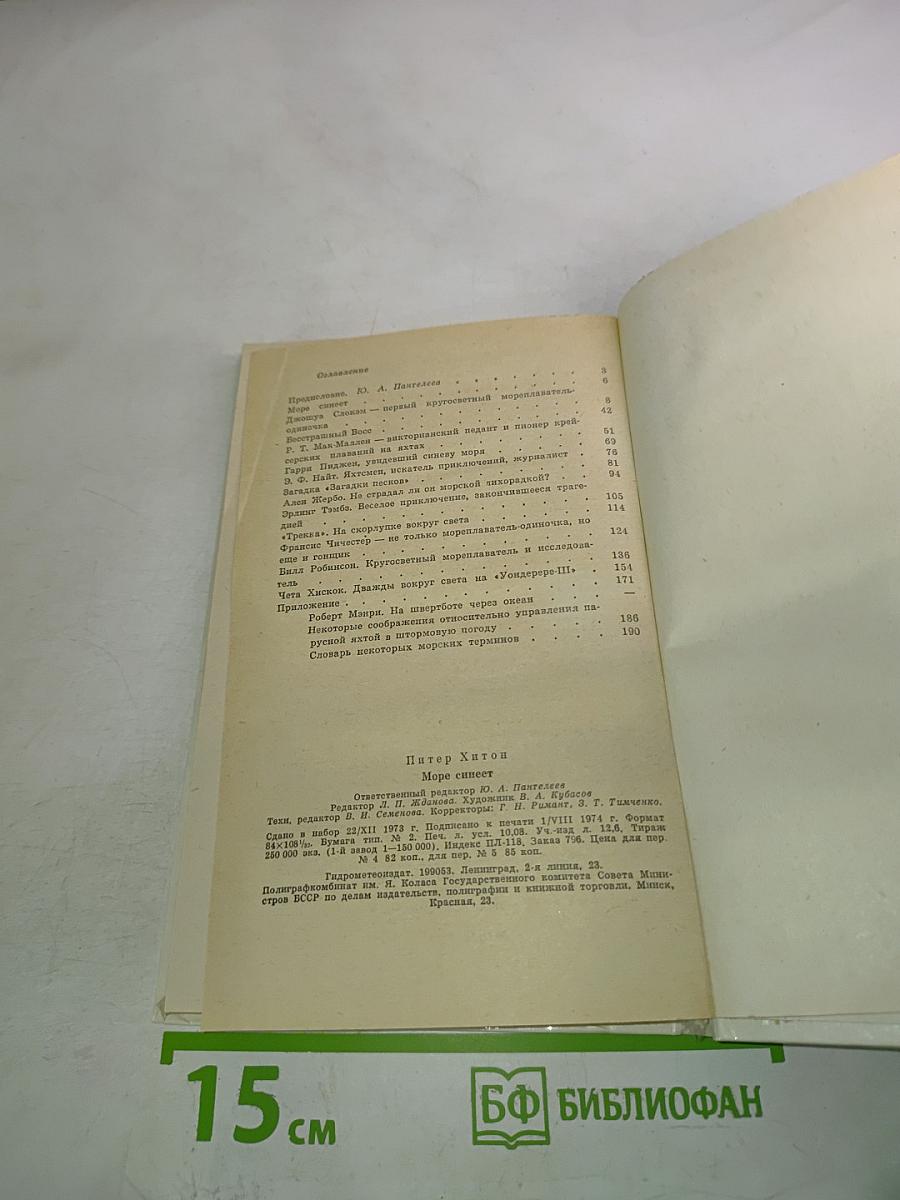 Оглавление
Предисловие. Ю. А. Пантелеев . . . . . . . 3
Море синеет . . . . . . . . . . 6
Джошуа Слокэм — первый кругосветный мореплаватель-
одиночка . . . . . . . . . . . 8
Бесстрашный Восс . . . . . . . . . . 42
Р. Т. Мак-Маллен — викторианский педант и пионер крей-
серских плаваний на яхтах . . . . . . . 51
Гарри Пиджен, увидевший синеву моря . . . . . 69
Э. Ф. Найт. Яхтсмен, искатель приключений, журналист . 76
Загадка «Загадки песков» . . . . . . . . 81
Ален Жербо. Не страдал ли он морской лихорадкой? . . 94
Эрлинг Тэмбз. Веселое приключение, закончившееся траге-
дией . . . . . . . . . . . . 105
«Треква». На скорлупке вокруг света . . . . . 114
Франсис Чичестер — не только мореплаватель-одиночка, но
еще и гонщик . . . . . . . . . . 124
Билл Робинсон. Кругосветный мореплаватель и исследова-
тель . . . . . . . . . . . . 136
Чета Хискок. Дважды вокруг света на «Уондерере-III» . 154
Приложение . . . . . . . . . . . 171
Роберт Мэнри. На швертботе через океан . . . . —
Некоторые соображения относительно управления па-
русной яхтой в штормовую погоду . . . . . 186
Словарь некоторых морских терминов . . . . 190
Питер Хитон
Море синеет
Ответственный редактор Ю. А. Пантелеев
Редактор Л. П. Жданова. Художник В. А. Кубасов
Техн. редактор В. И. Семенова. Корректоры: Г. Н. Римант, З. Т. Тимченко.
Сдано в набор 22/XII 1973 г. Подписано к печати 1/VIII 1974 г. Формат
84×108 1/32. Бумага тип. № 2. Печ. л. усл. 10,08. Уч.-изд л. 12,6. Тираж
250 000 экз. (1-й завод 1—150 000). Индекс ПЛ-118. Заказ 796. Цена для пер.
№ 4 82 коп., для пер. № 5 85 коп.
Гидрометеоиздат. 199053. Ленинград, 2-я линия, 23.
Полиграфкомбинат им. Я. Коласа Государственного комитета Совета Мини-
стров БССР по делам издательств, полиграфии и книжной торговли, Минск,
Красная, 23.
15 см
БФ БИБЛИОФАН